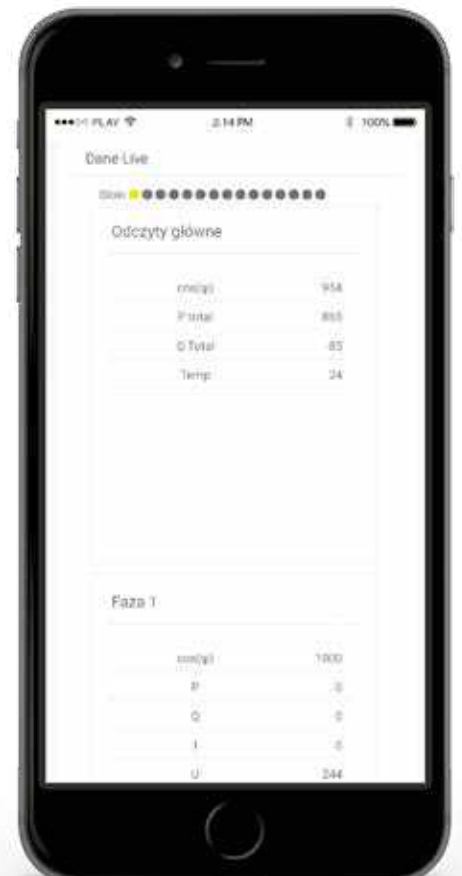 PLAY 2:14 PM 100%
Dane Live
Odczyty główne
cos(φ) 954
P total 865
Q Total -85
Temp 24
Faza 1
cos(φ) 1000
P 0
Q 0
I 0
U 244